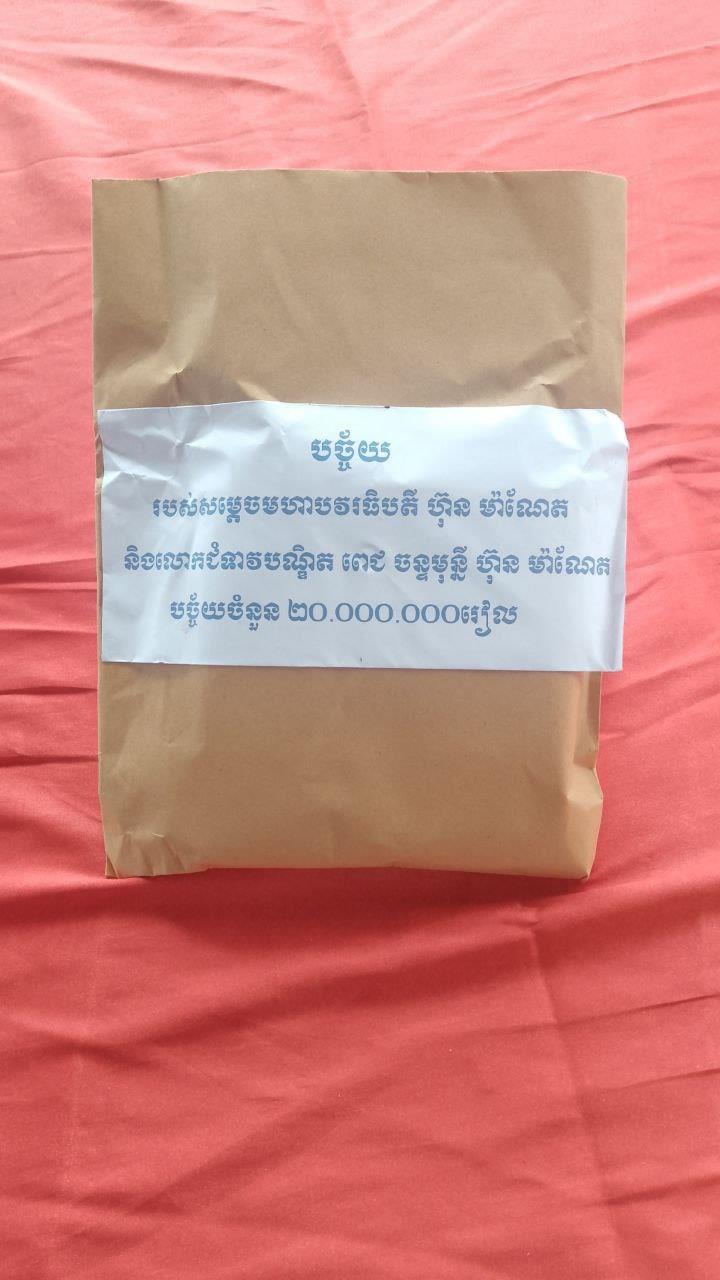 បច្ច័យ
របស់សម្តេចមហាបវរធិបតី ហ៊ុន ម៉ាណែត
និងលោកជំទាវបណ្ឌិត ពេជ ចន្ទមុន្នី ហ៊ុន ម៉ាណែត
បច្ច័យចំនួន ២០.០០០.០០០រៀល